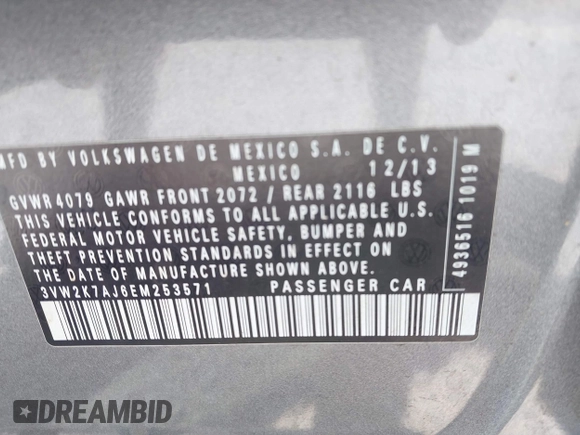 MFD BY VOLKSWAGEN DE MEXICO S.A. DE C.V.
MEXICO 12/13
GVWR 4079 GAWR FRONT 2072 / REAR 2116 LBS
THIS VEHICLE CONFORMS TO ALL APPLICABLE U.S.
FEDERAL MOTOR VEHICLE SAFETY, BUMPER AND
THEFT PREVENTION STANDARDS IN EFFECT ON
THE DATE OF MANUFACTURE SHOWN ABOVE.
3VW2K7AJ6EM253571 PASSENGER CAR
4936516 1019 M
DREAMBID